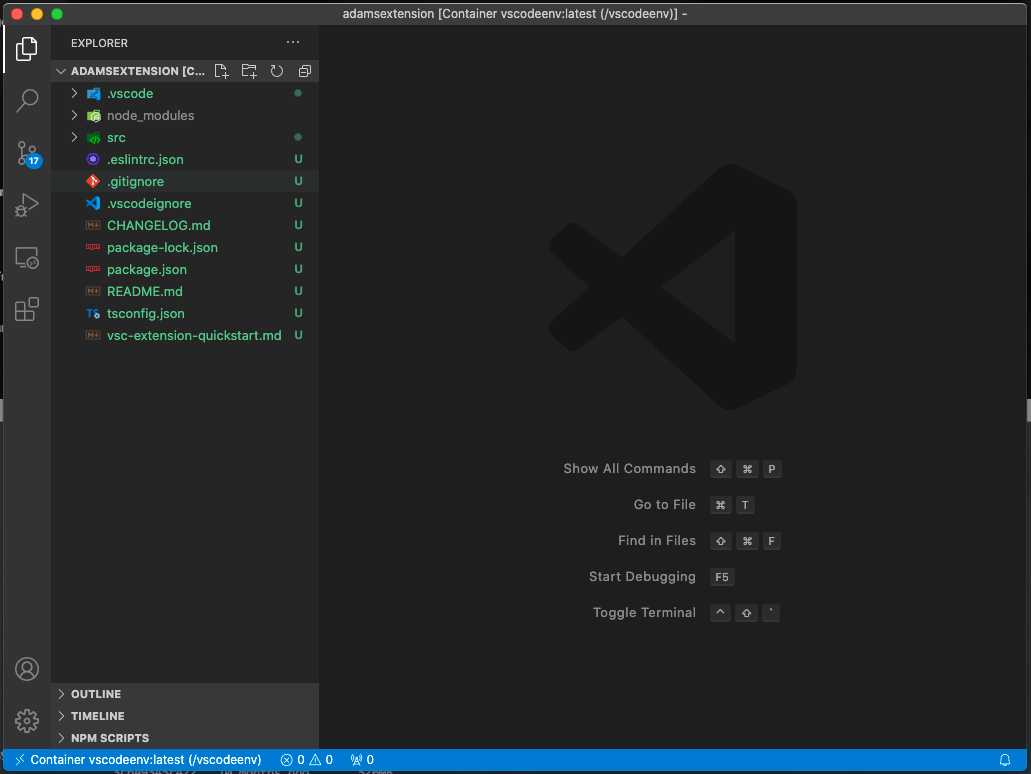 adamsextension [Container vscodeenv:latest (/vscodeenv)] -
EXPLORER
ADAMSEXTENSION [C...
.vscode
node_modules
src
.eslintrc.json U
.gitignore U
.vscodeignore U
CHANGELOG.md U
package-lock.json U
package.json U
README.md U
tsconfig.json U
vsc-extension-quickstart.md U
17
Show All Commands ⇧ ⌘ P
Go to File ⌘ T
Find in Files ⇧ ⌘ F
Start Debugging F5
Toggle Terminal ^ ⇧ `
OUTLINE
TIMELINE
NPM SCRIPTS
Container vscodeenv:latest (/vscodeenv) 0 0 0